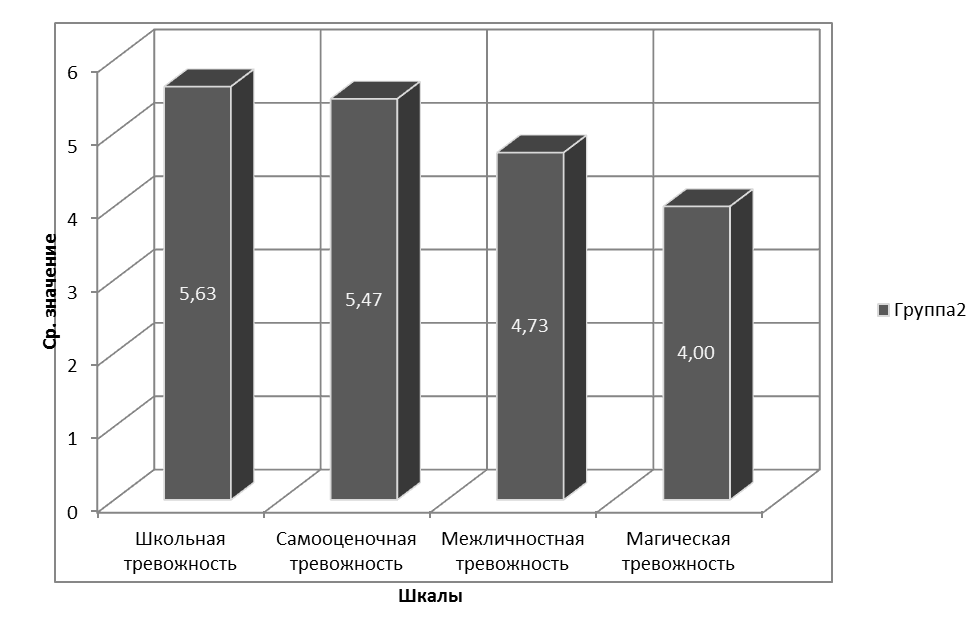 6
5
4
3
2
1
0
Ср. значение
5,63
5,47
4,73
4,00
Школьная
тревожность
Самооценочная
тревожность
Межличностная
тревожность
Магическая
тревожность
Шкалы
Группа2